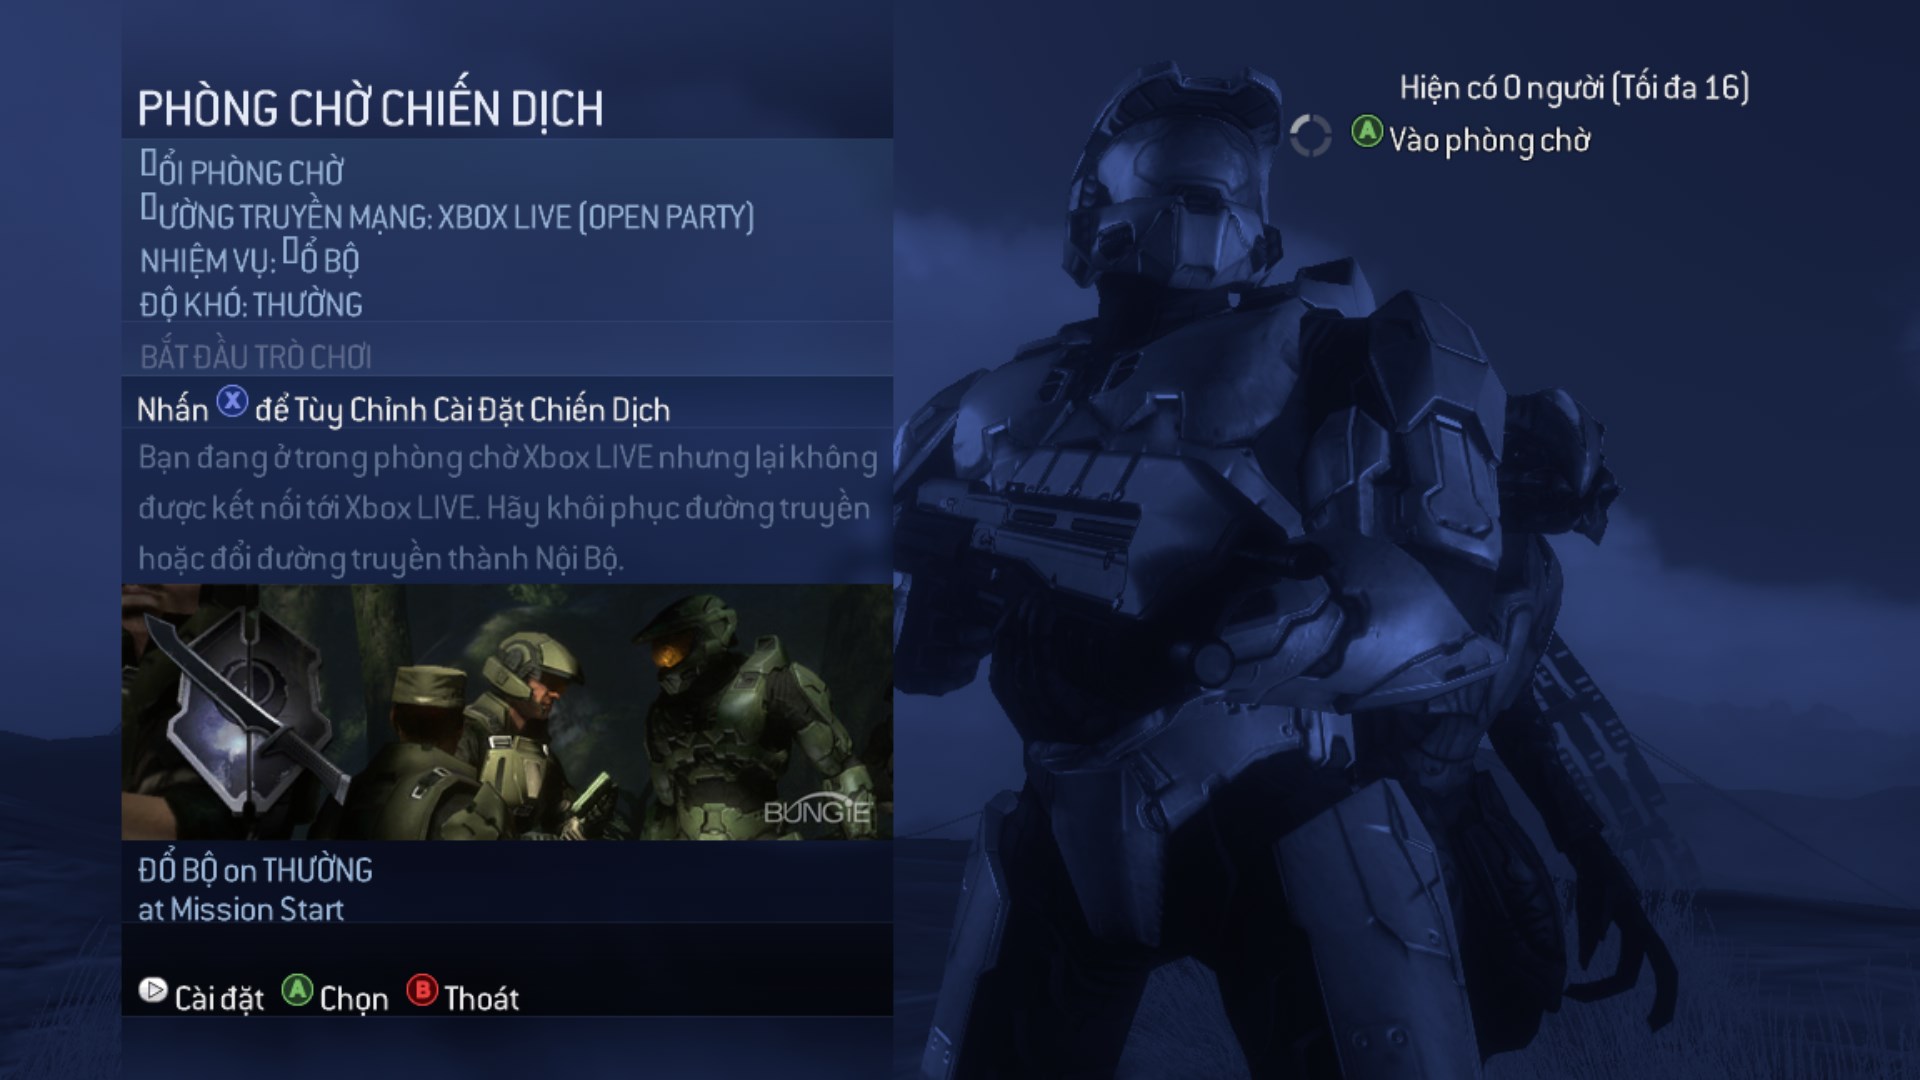 PHÒNG CHỜ CHIẾN DỊCH
Hiện có 0 người (Tối đa 16)
Vào phòng chờ
▯ỔI PHÒNG CHỜ
▯ƯỜNG TRUYỀN MẠNG: XBOX LIVE (OPEN PARTY)
NHIỆM VỤ: ▯Ổ BỘ
ĐỘ KHÓ: THƯỜNG
BẮT ĐẦU TRÒ CHƠI
Nhấn X để Tùy Chỉnh Cài Đặt Chiến Dịch
Bạn đang ở trong phòng chờ Xbox LIVE nhưng lại không
được kết nối tới Xbox LIVE. Hãy khôi phục đường truyền
hoặc đổi đường truyền thành Nội Bộ.
BUNGIE
ĐỔ BỘ on THƯỜNG
at Mission Start
Cài đặt A Chọn B Thoát